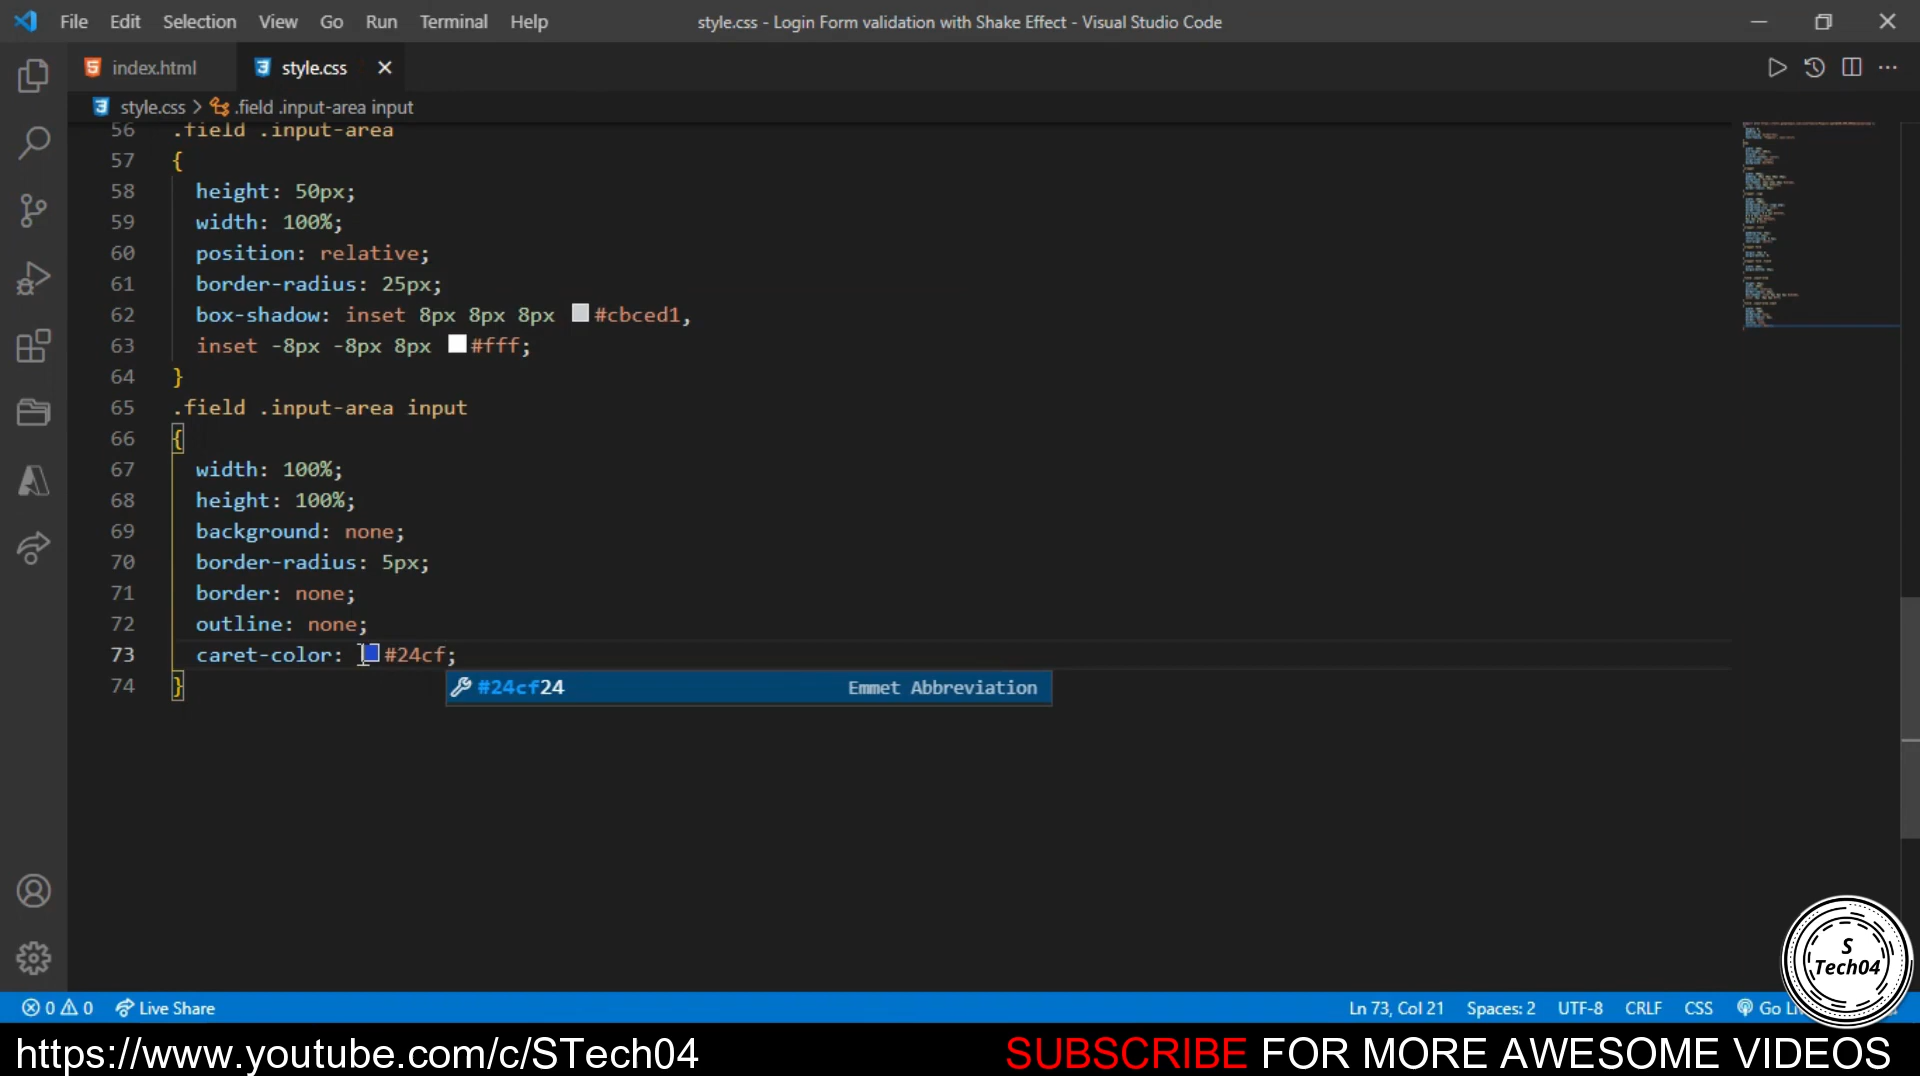 File Edit Selection View Go Run Terminal Help
style.css - Login Form validation with Shake Effect - Visual Studio Code
index.html style.css
style.css > .field .input-area input
56 .field .input-area
57 {
58 height: 50px;
59 width: 100%;
60 position: relative;
61 border-radius: 25px;
62 box-shadow: inset 8px 8px 8px #cbced1,
63 inset -8px -8px 8px #fff;
64 }
65 .field .input-area input
66 {
67 width: 100%;
68 height: 100%;
69 background: none;
70 border-radius: 5px;
71 border: none;
72 outline: none;
73 caret-color: #24cf;
#24cf24 Emmet Abbreviation
74 }
S
Tech04
0 0 Live Share
Ln 73, Col 21 Spaces: 2 UTF-8 CRLF CSS Go
https://www.youtube.com/c/STech04
SUBSCRIBE FOR MORE AWESOME VIDEOS